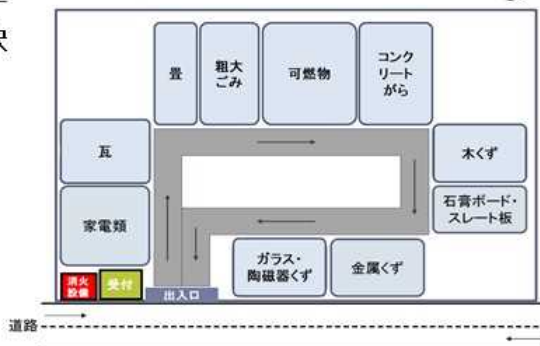 畳
粗大
ごみ
可燃物
コンク
リート
がら
瓦
木くず
家電類
石膏ボード・
スレート板
ガラス・
陶磁器くず
金属くず
消火
設備
受付
出入口
道路